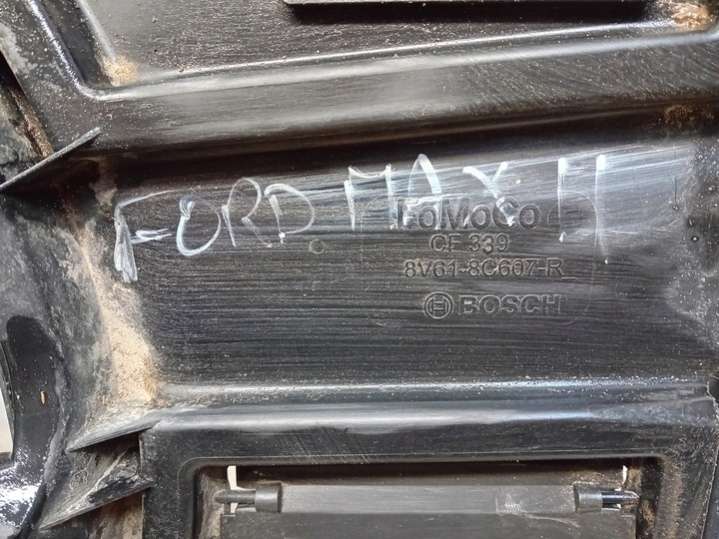 FORD MAX II
FoMoCo
CF 339
8V61-8C607-R
BOSCH